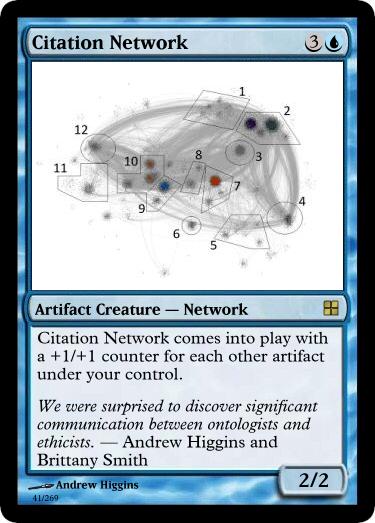 Citation Network 3
1
2
12
10
8
3
11
7
9
4
6
5
Artifact Creature — Network
Citation Network comes into play with
a +1/+1 counter for each other artifact
under your control.
We were surprised to discover significant
communication between ontologists and
ethicists. — Andrew Higgins and
Brittany Smith
2/2
Andrew Higgins
41/269